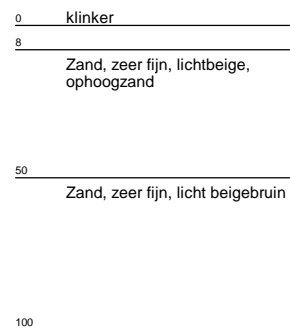 0 klinker
8
Zand, zeer fijn, lichtbeige,
ophoogzand
50
Zand, zeer fijn, licht beigebruin
100